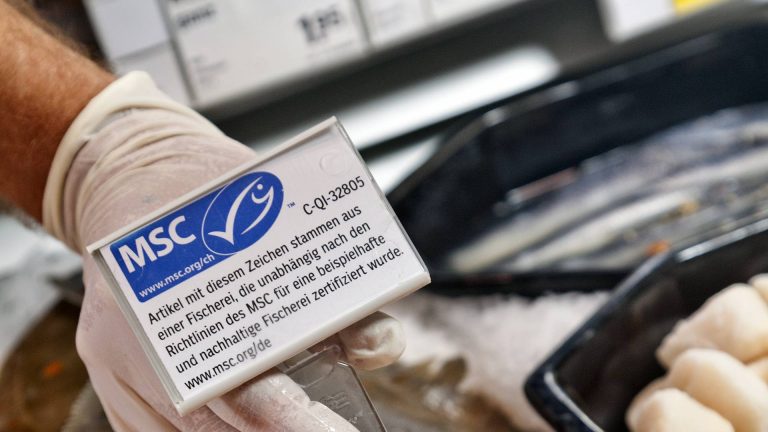 MSC
www.msc.org/ch
™
C-QI-32805
Artikel mit diesem Zeichen stammen aus
einer Fischerei, die unabhängig nach den
Richtlinien des MSC für eine beispielhafte
und nachhaltige Fischerei zertifiziert wurde.
www.msc.org/de